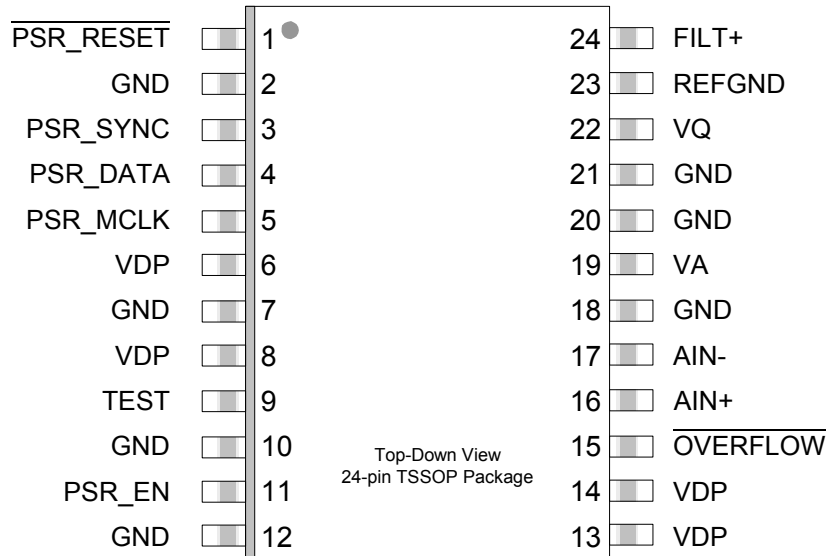 PSR_RESET 1 24 FILT+
GND 2 23 REFGND
PSR_SYNC 3 22 VQ
PSR_DATA 4 21 GND
PSR_MCLK 5 20 GND
VDP 6 19 VA
GND 7 18 GND
VDP 8 17 AIN-
TEST 9 16 AIN+
GND 10 15 OVERFLOW
PSR_EN 11 14 VDP
GND 12 13 VDP
Top-Down View
24-pin TSSOP Package